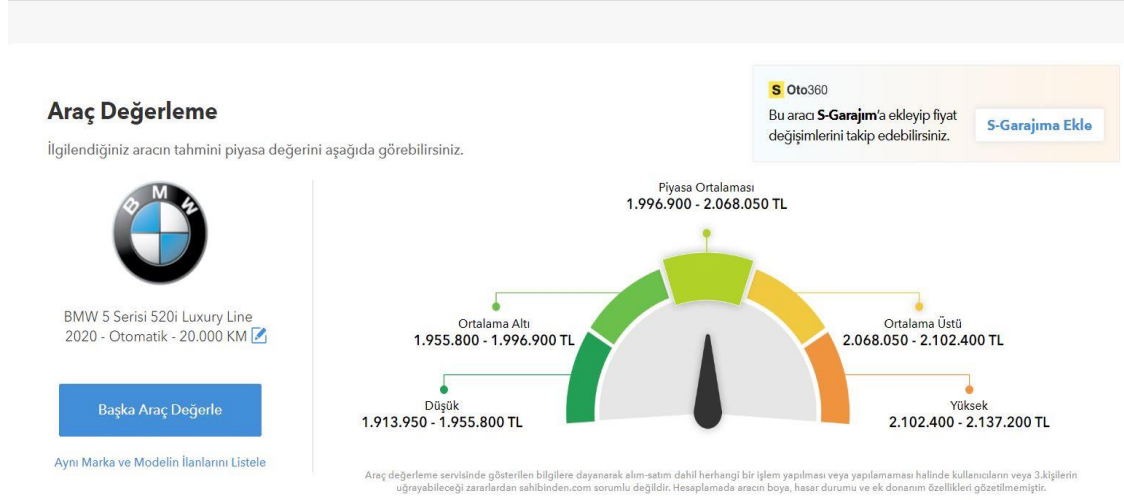 S Oto360
Bu aracı S-Garajım'a ekleyip fiyat
değişimlerini takip edebilirsiniz.
S-Garajıma Ekle
Araç Değerleme
İlgilendiğiniz aracın tahmini piyasa değerini aşağıda görebilirsiniz.
BMW
BMW 5 Serisi 520i Luxury Line
2020 - Otomatik - 20.000 KM
Başka Araç Değerle
Aynı Marka ve Modelin İlanlarını Listele
Piyasa Ortalaması
1.996.900 - 2.068.050 TL
Ortalama Altı
1.955.800 - 1.996.900 TL
Ortalama Üstü
2.068.050 - 2.102.400 TL
Düşük
1.913.950 - 1.955.800 TL
Yüksek
2.102.400 - 2.137.200 TL
Araç değerleme servisinde gösterilen bilgilere dayanarak alım-satım dahil herhangi bir işlem yapılması veya yapılamaması halinde kullanıcıların veya 3.kişilerin
uğrayabileceği zararlardan sahibinden.com sorumlu değildir. Hesaplamada aracın boya, hasar durumu ve ek donanım özellikleri gözetilmemiştir.